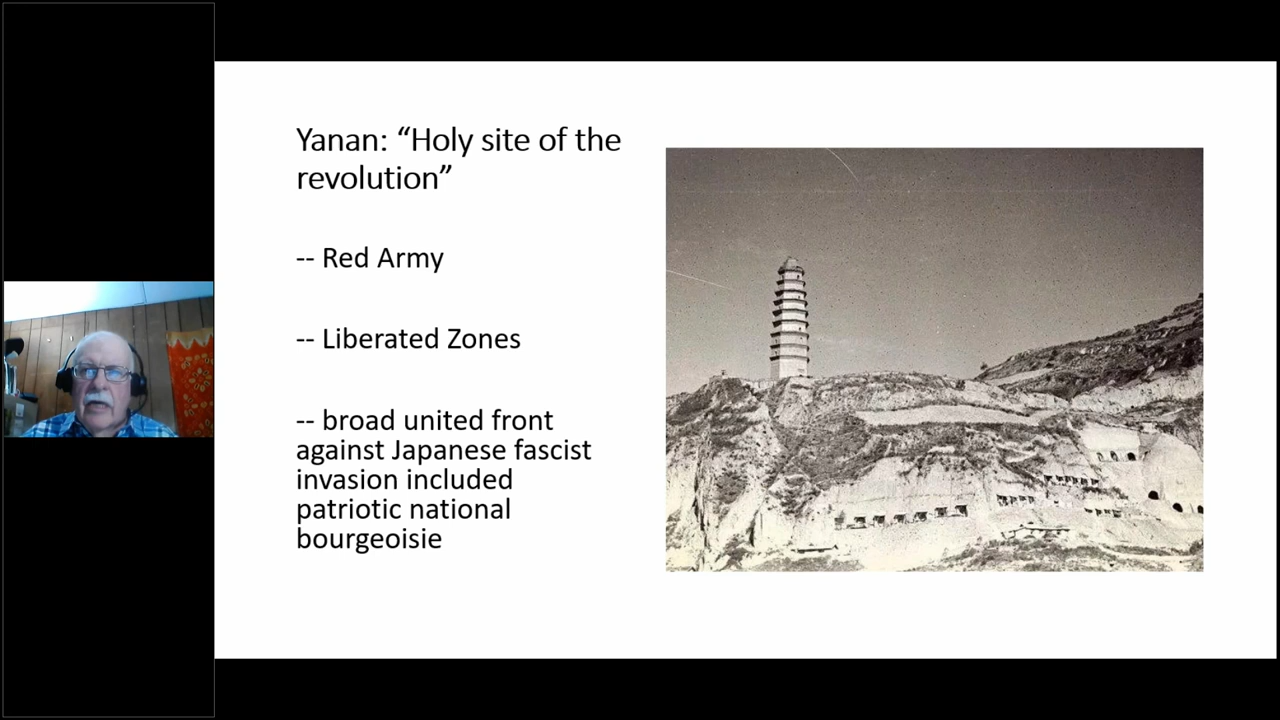 Yanan: “Holy site of the
revolution”
-- Red Army
-- Liberated Zones
-- broad united front
against Japanese fascist
invasion included
patriotic national
bourgeoisie